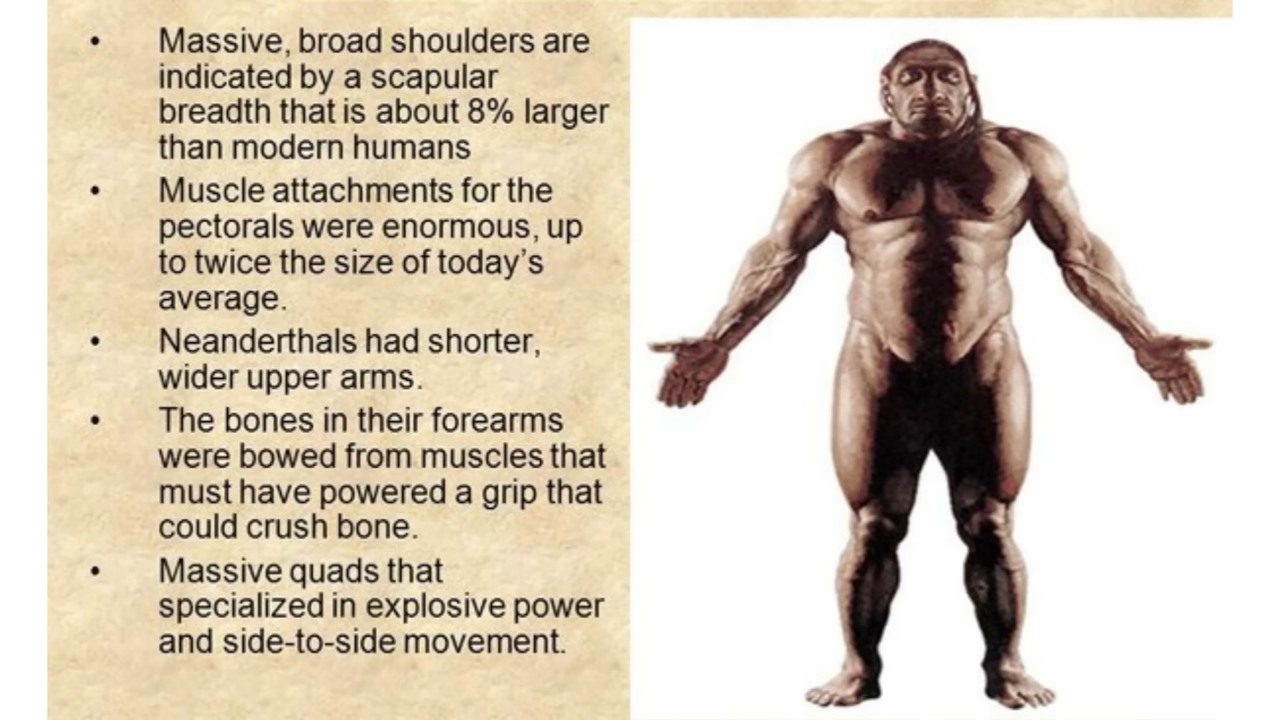 • Massive, broad shoulders are
indicated by a scapular
breadth that is about 8% larger
than modern humans
• Muscle attachments for the
pectorals were enormous, up
to twice the size of today’s
average.
• Neanderthals had shorter,
wider upper arms.
• The bones in their forearms
were bowed from muscles that
must have powered a grip that
could crush bone.
• Massive quads that
specialized in explosive power
and side-to-side movement.